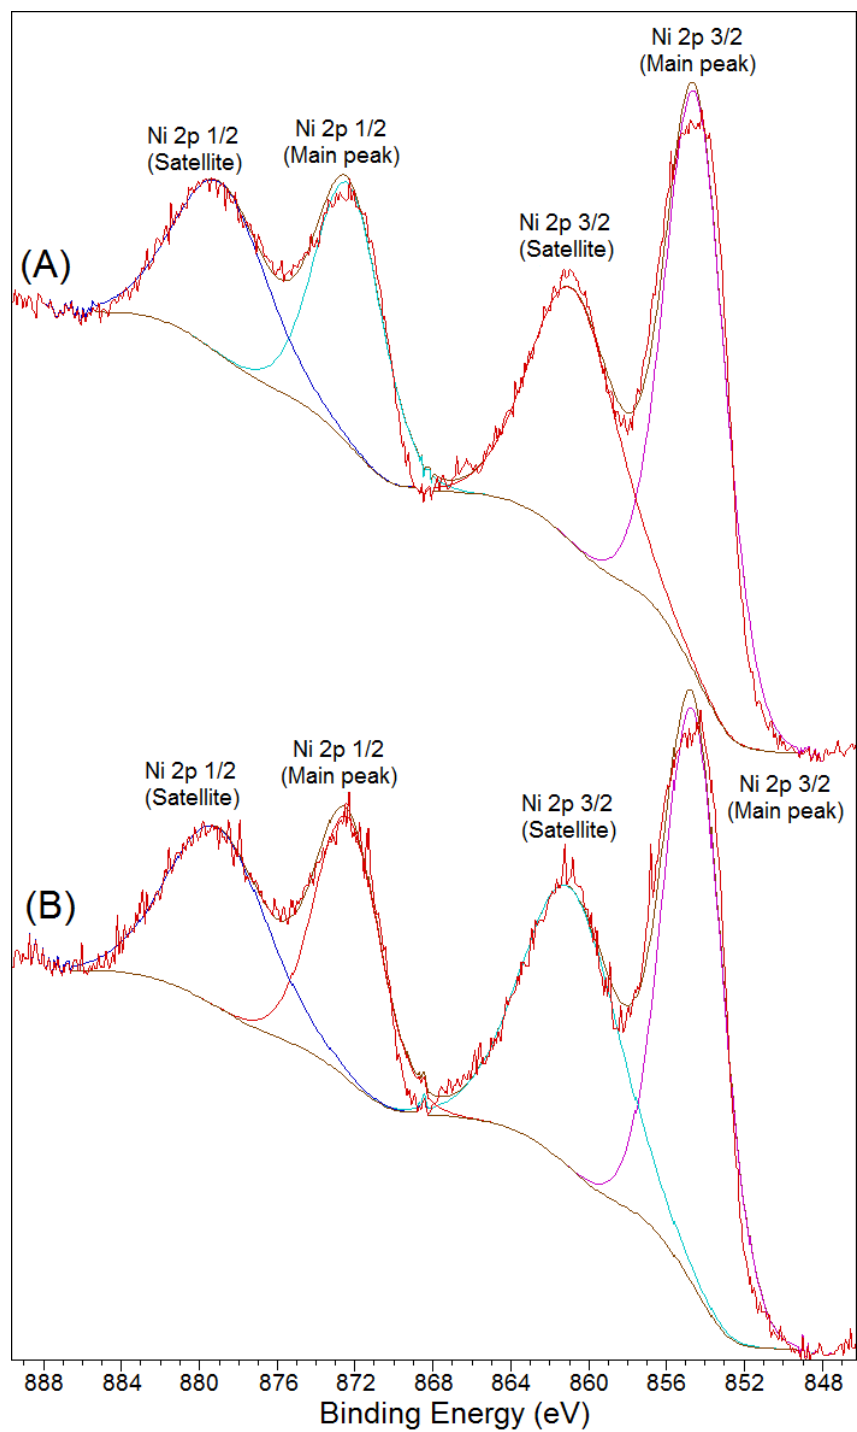 Ni 2p 3/2
(Main peak)
Ni 2p 1/2
(Satellite)
Ni 2p 1/2
(Main peak)
Ni 2p 3/2
(Satellite)
(A)
Ni 2p 1/2
(Satellite)
Ni 2p 1/2
(Main peak)
Ni 2p 3/2
(Satellite)
Ni 2p 3/2
(Main peak)
(B)
888 884 880 876 872 868 864 860 856 852 848
Binding Energy (eV)